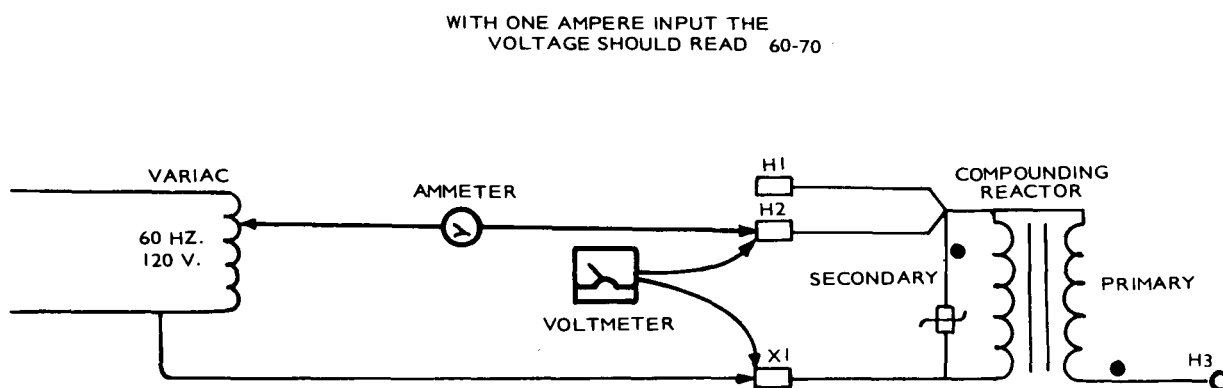 WITH ONE AMPERE INPUT THE
VOLTAGE SHOULD READ 60-70
VARIAC
60 HZ.
120 V.
AMMETER
VOLTMETER
H1
H2
X1
SECONDARY
COMPOUNDING
REACTOR
PRIMARY
H3